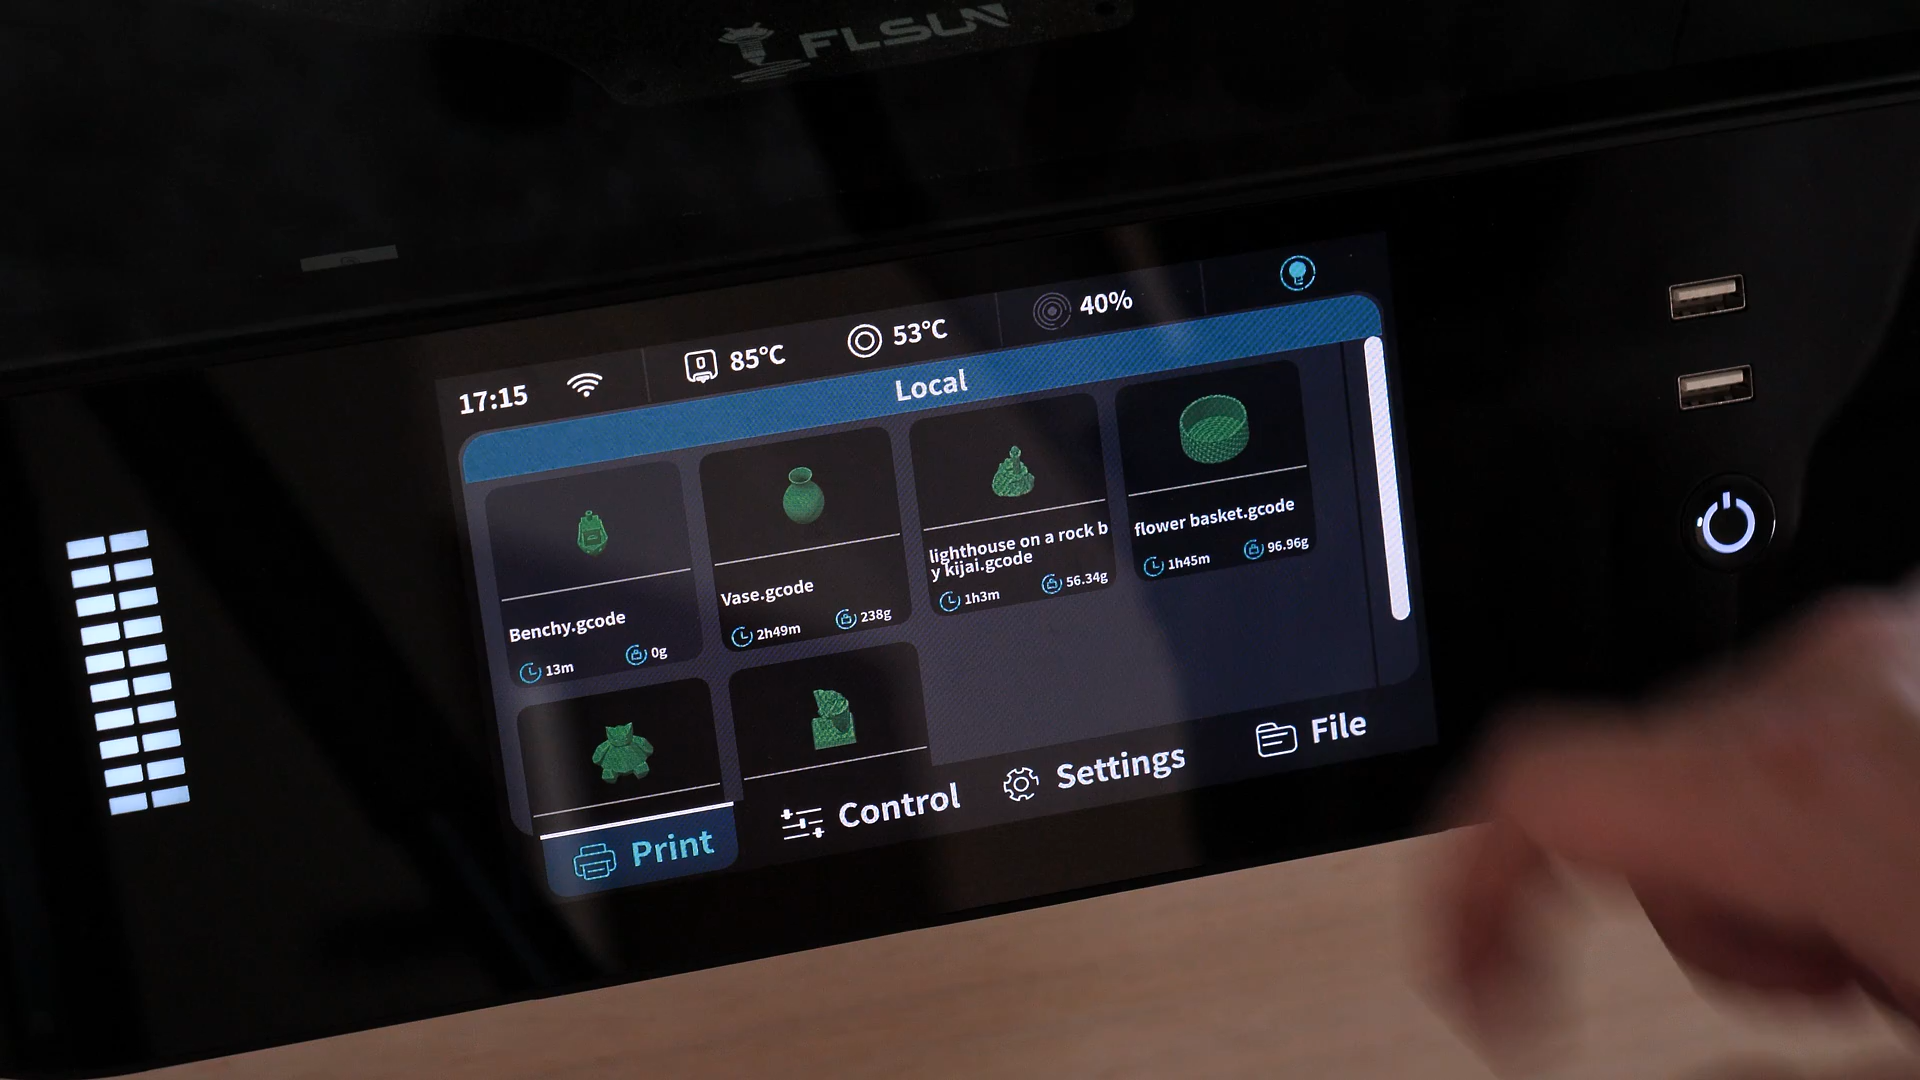 FLSUN
17:15
0
85°C
53°C
40%
Local
Benchy.gcode
13m
0g
Vase.gcode
2h49m
238g
lighthouse on a rock b
y kijai.gcode
1h3m
56.34g
flower basket.gcode
1h45m
96.96g
Print
Control
Settings
File